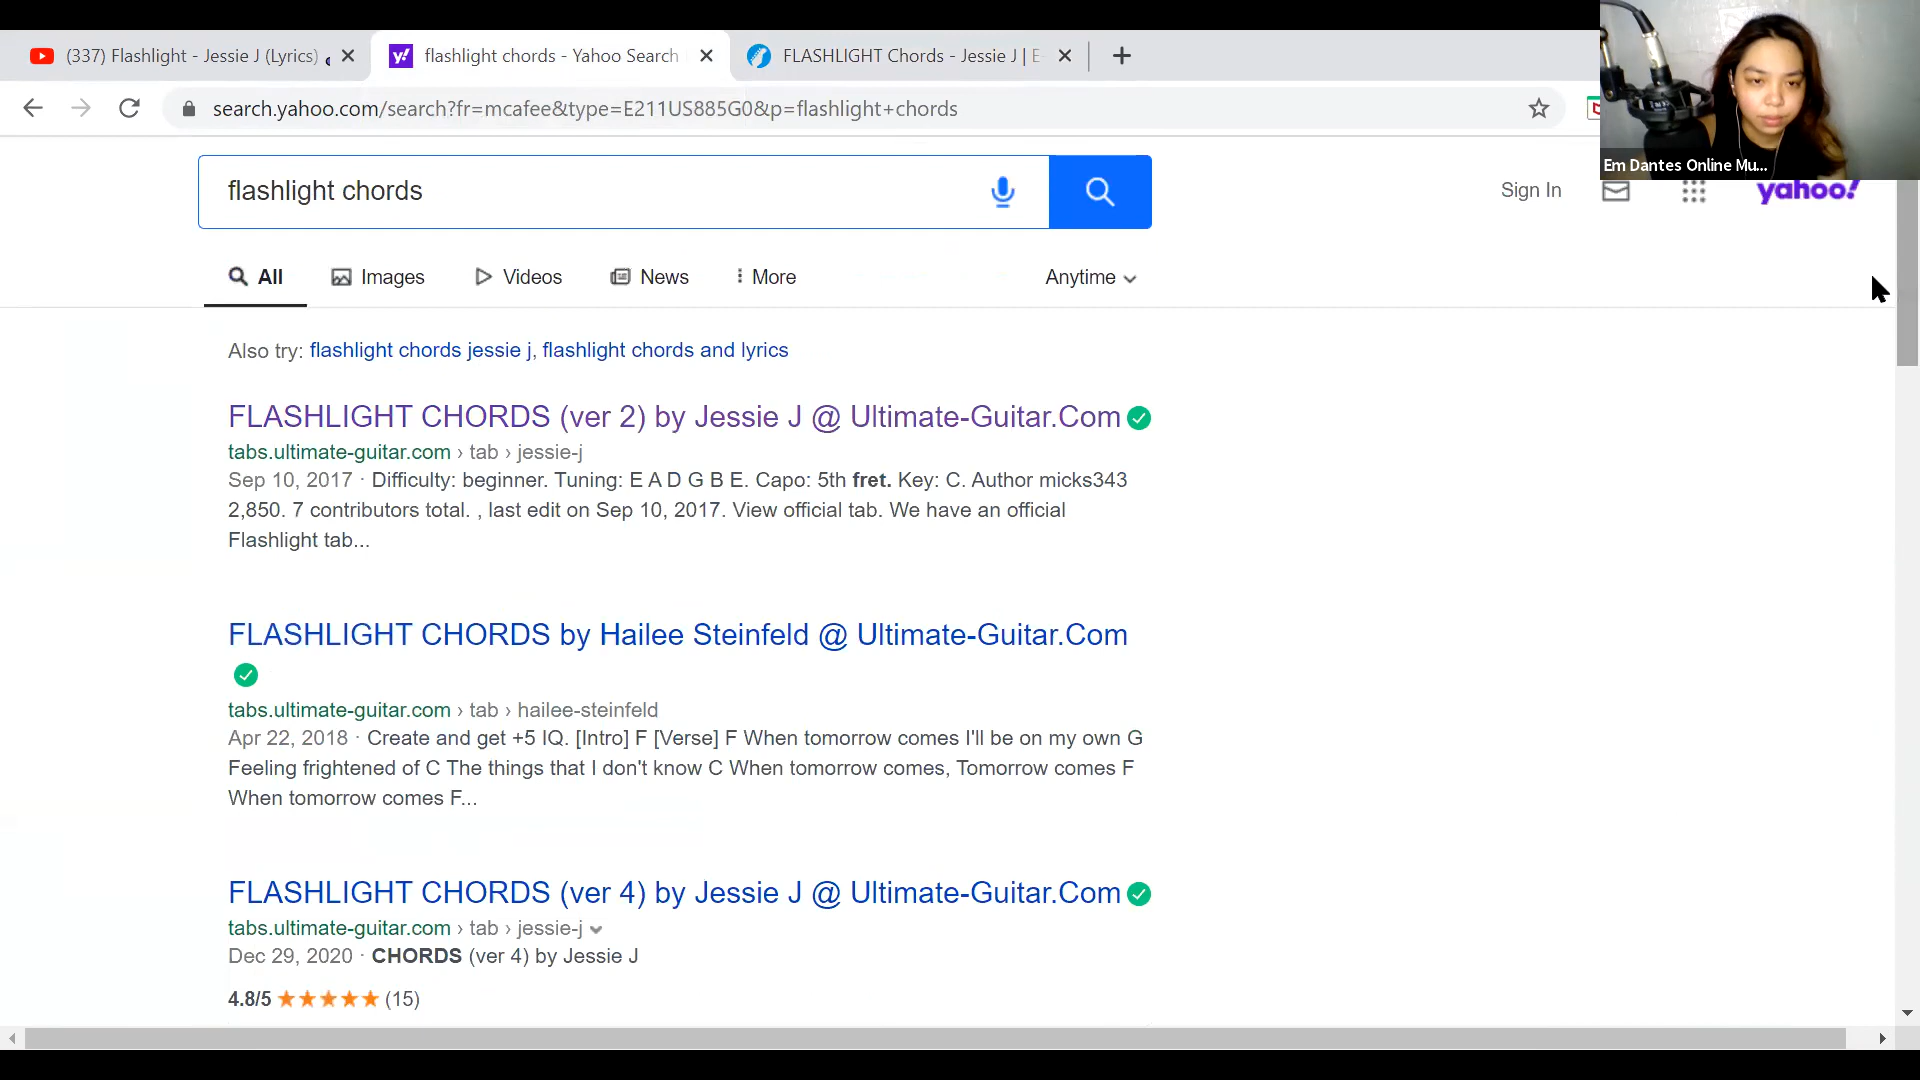 (337) Flashlight - Jessie J (Lyrics)
flashlight chords - Yahoo Search
FLASHLIGHT Chords - Jessie J | E-
search.yahoo.com/search?fr=mcafee&type=E211US885G0&p=flashlight+chords
Em Dantes Online Mu...
flashlight chords
Sign In
yahoo!
All
Images
Videos
News
More
Anytime
Also try: flashlight chords jessie j, flashlight chords and lyrics
FLASHLIGHT CHORDS (ver 2) by Jessie J @ Ultimate-Guitar.Com
tabs.ultimate-guitar.com › tab › jessie-j
Sep 10, 2017 · Difficulty: beginner. Tuning: E A D G B E. Capo: 5th fret. Key: C. Author micks343
2,850. 7 contributors total. , last edit on Sep 10, 2017. View official tab. We have an official
Flashlight tab...
FLASHLIGHT CHORDS by Hailee Steinfeld @ Ultimate-Guitar.Com
tabs.ultimate-guitar.com › tab › hailee-steinfeld
Apr 22, 2018 · Create and get +5 IQ. [Intro] F [Verse] F When tomorrow comes I'll be on my own G
Feeling frightened of C The things that I don't know C When tomorrow comes, Tomorrow comes F
When tomorrow comes F...
FLASHLIGHT CHORDS (ver 4) by Jessie J @ Ultimate-Guitar.Com
tabs.ultimate-guitar.com › tab › jessie-j
Dec 29, 2020 · CHORDS (ver 4) by Jessie J
4.8/5 ★★★★★ (15)